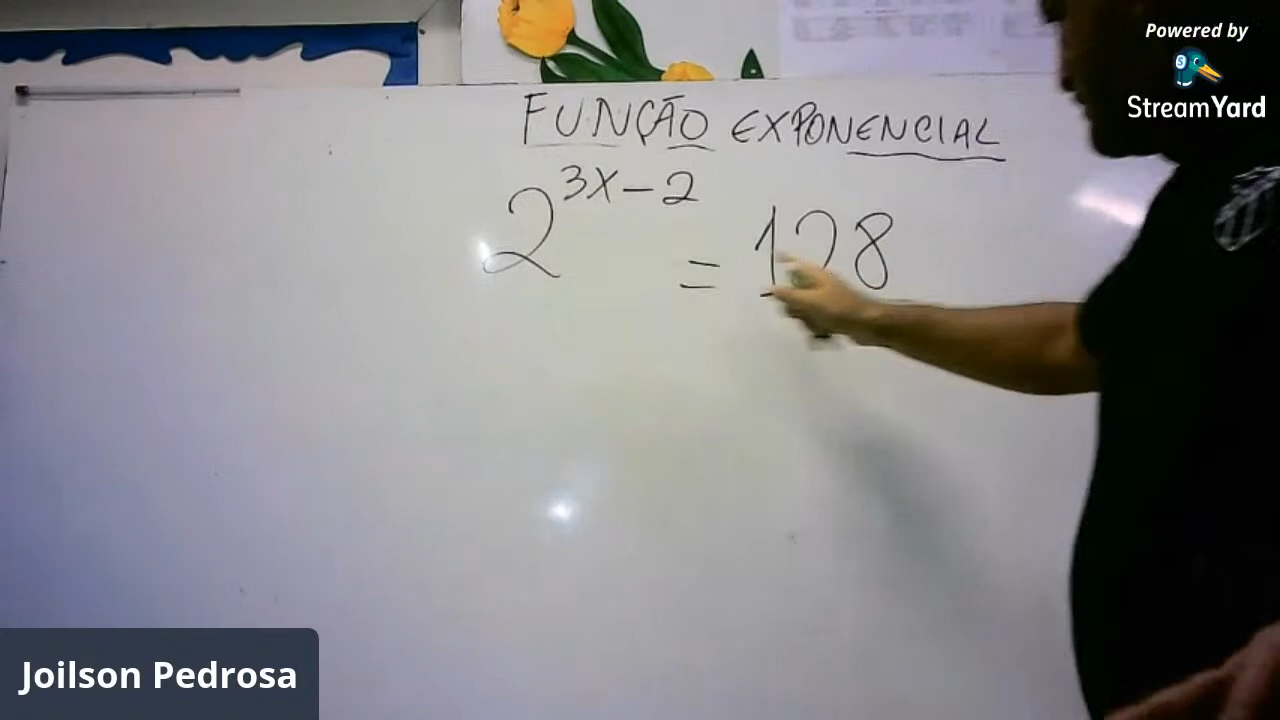 Powered by
StreamYard
FUNÇÃO EXPONENCIAL
2^{3X-2} = 128
Joilson Pedrosa